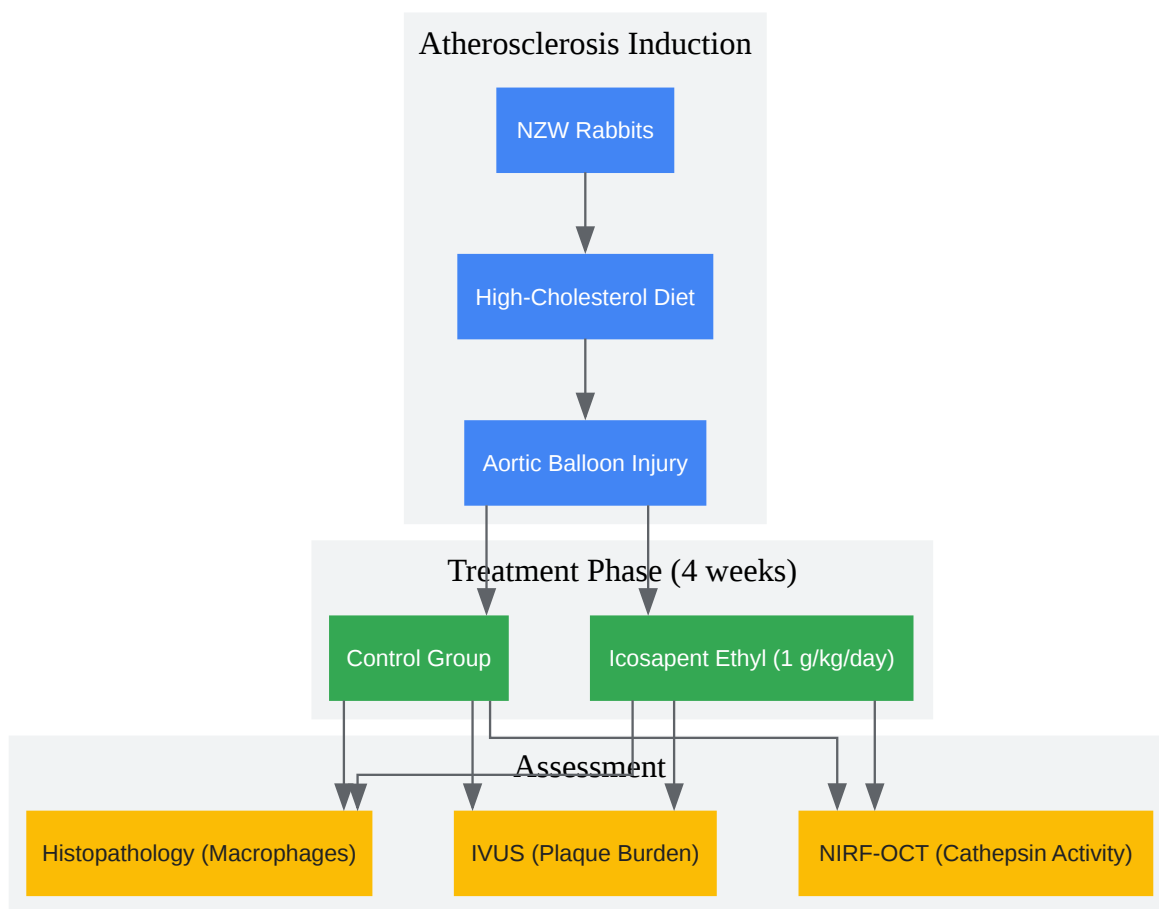 Atherosclerosis Induction
NZW Rabbits
High-Cholesterol Diet
Aortic Balloon Injury
Treatment Phase (4 weeks)
Control Group
Icosapent Ethyl (1 g/kg/day)
Assessment
Histopathology (Macrophages)
IVUS (Plaque Burden)
NIRF-OCT (Cathepsin Activity)